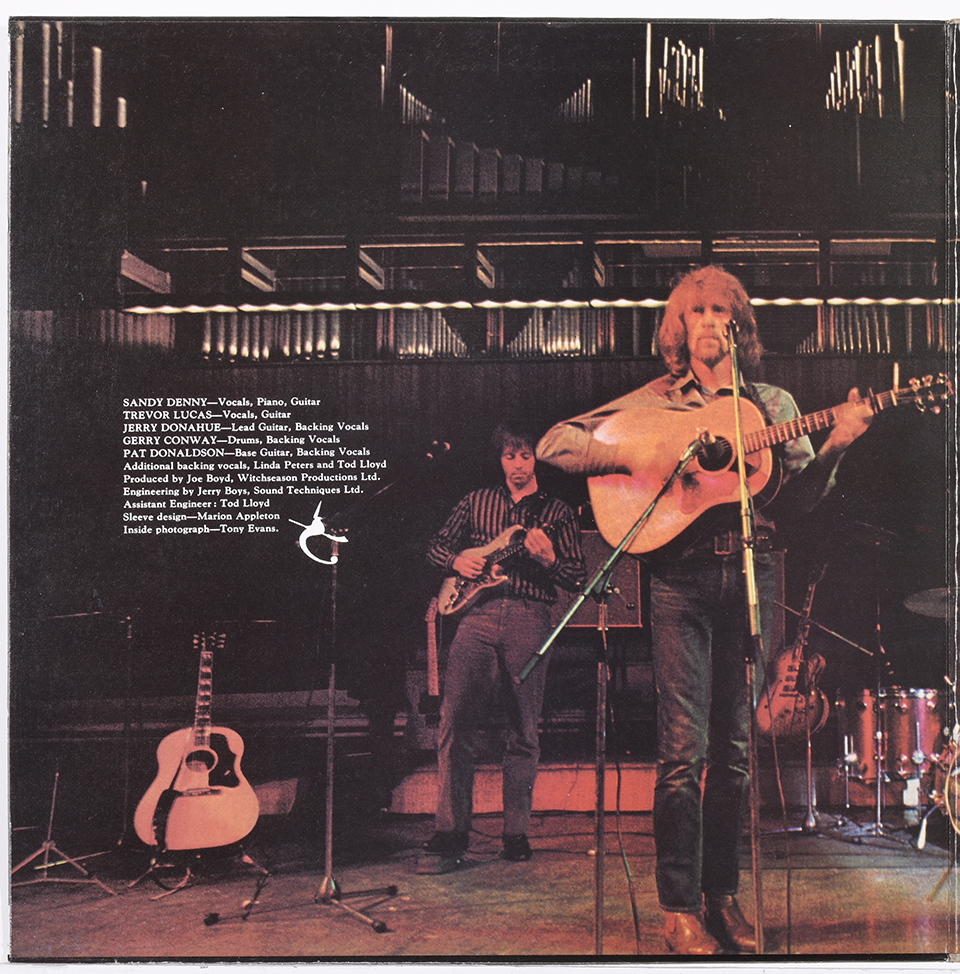 SANDY DENNY—Vocals, Piano, Guitar
TREVOR LUCAS—Vocals, Guitar
JERRY DONAHUE—Lead Guitar, Backing Vocals
GERRY CONWAY—Drums, Backing Vocals
PAT DONALDSON—Base Guitar, Backing Vocals
Additional backing vocals, Linda Peters and Tod Lloyd
Produced by Joe Boyd, Witchseason Productions Ltd.
Engineering by Jerry Boys, Sound Techniques Ltd.
Assistant Engineer : Tod Lloyd
Sleeve design—Marion Appleton
Inside photograph—Tony Evans.